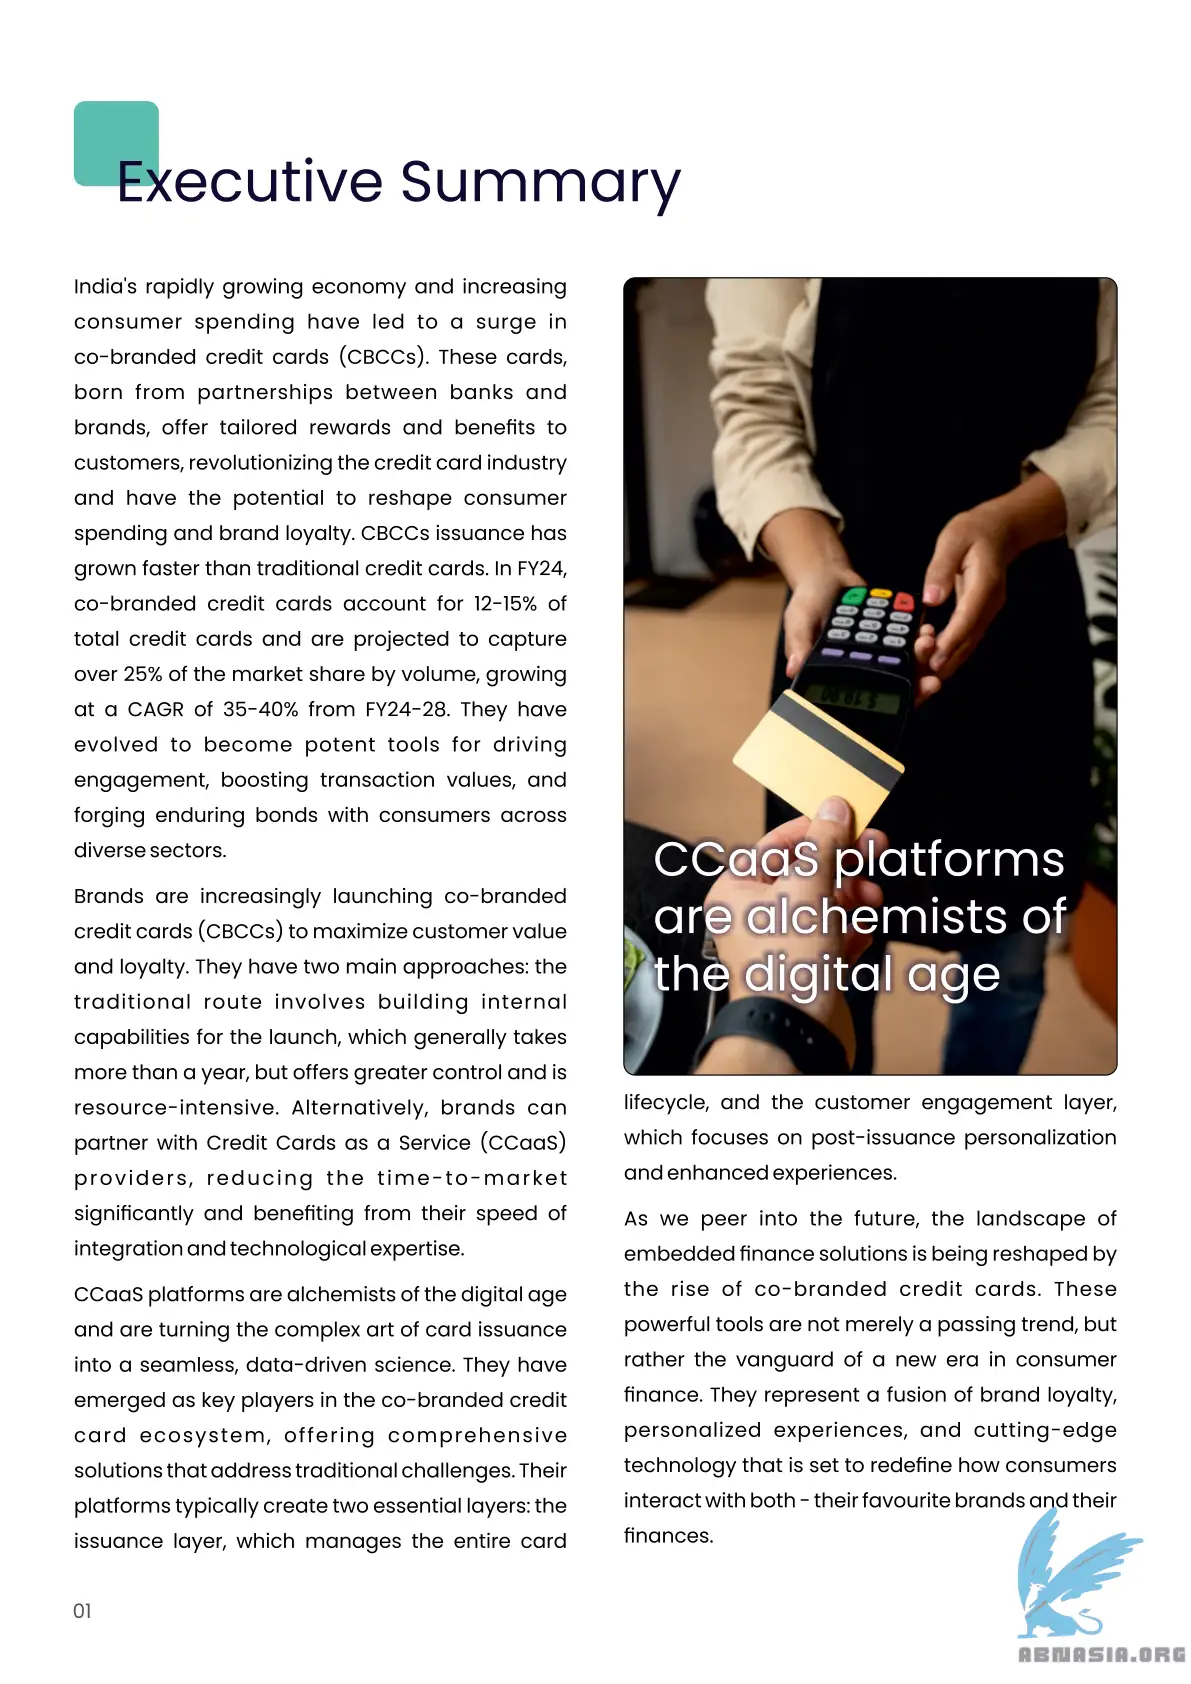 Executive Summary
India's rapidly growing economy and increasing
consumer spending have led to a surge in
co-branded credit cards (CBCCs). These cards,
born from partnerships between banks and
brands, offer tailored rewards and benefits to
customers, revolutionizing the credit card industry
and have the potential to reshape consumer
spending and brand loyalty. CBCCs issuance has
grown faster than traditional credit cards. In FY24,
co-branded credit cards account for 12-15% of
total credit cards and are projected to capture
over 25% of the market share by volume, growing
at a CAGR of 35-40% from FY24-28. They have
evolved to become potent tools for driving
engagement, boosting transaction values, and
forging enduring bonds with consumers across
diverse sectors.
Brands are increasingly launching co-branded
credit cards (CBCCs) to maximize customer value
and loyalty. They have two main approaches: the
traditional route involves building internal
capabilities for the launch, which generally takes
more than a year, but offers greater control and is
resource-intensive. Alternatively, brands can
partner with Credit Cards as a Service (CCaaS)
providers, reducing the time-to-market
significantly and benefiting from their speed of
integration and technological expertise.
CCaaS platforms are alchemists of the digital age
and are turning the complex art of card issuance
into a seamless, data-driven science. They have
emerged as key players in the co-branded credit
card ecosystem, offering comprehensive
solutions that address traditional challenges. Their
platforms typically create two essential layers: the
issuance layer, which manages the entire card
CCaaS platforms
are alchemists of
the digital age
lifecycle, and the customer engagement layer,
which focuses on post-issuance personalization
and enhanced experiences.
As we peer into the future, the landscape of
embedded finance solutions is being reshaped by
the rise of co-branded credit cards. These
powerful tools are not merely a passing trend, but
rather the vanguard of a new era in consumer
finance. They represent a fusion of brand loyalty,
personalized experiences, and cutting-edge
technology that is set to redefine how consumers
interact with both - their favourite brands and their
finances.
01
ABNASIA.ORG